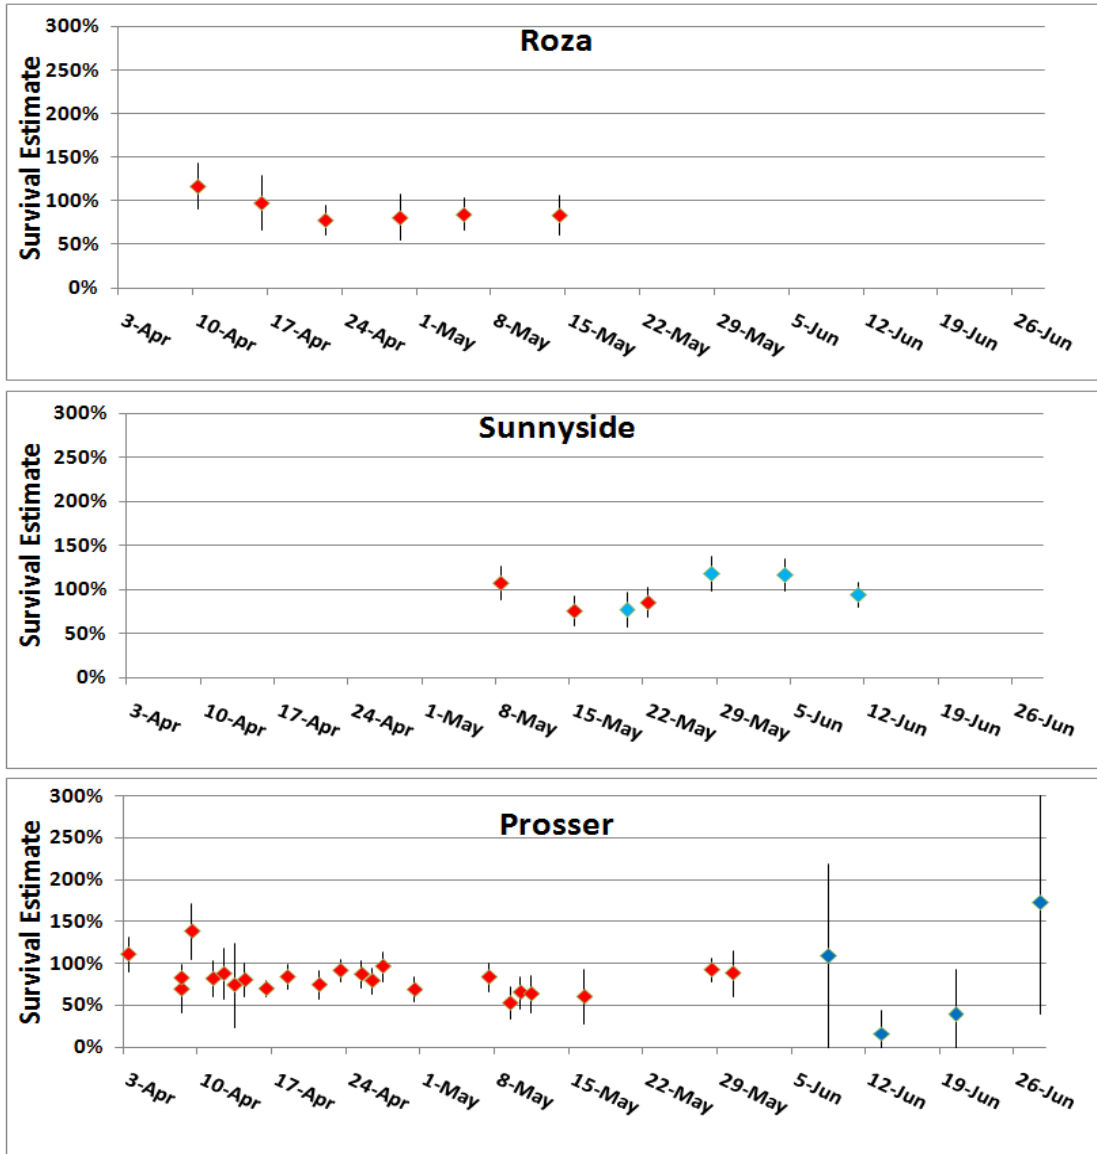 Roza
Survival Estimate
300%
250%
200%
150%
100%
50%
0%
3-Apr 10-Apr 17-Apr 24-Apr 1-May 8-May 15-May 22-May 29-May 5-Jun 12-Jun 19-Jun 26-Jun
Sunnyside
Survival Estimate
300%
250%
200%
150%
100%
50%
0%
3-Apr 10-Apr 17-Apr 24-Apr 1-May 8-May 15-May 22-May 29-May 5-Jun 12-Jun 19-Jun 26-Jun
Prosser
Survival Estimate
300%
250%
200%
150%
100%
50%
0%
3-Apr 10-Apr 17-Apr 24-Apr 1-May 8-May 15-May 22-May 29-May 5-Jun 12-Jun 19-Jun 26-Jun